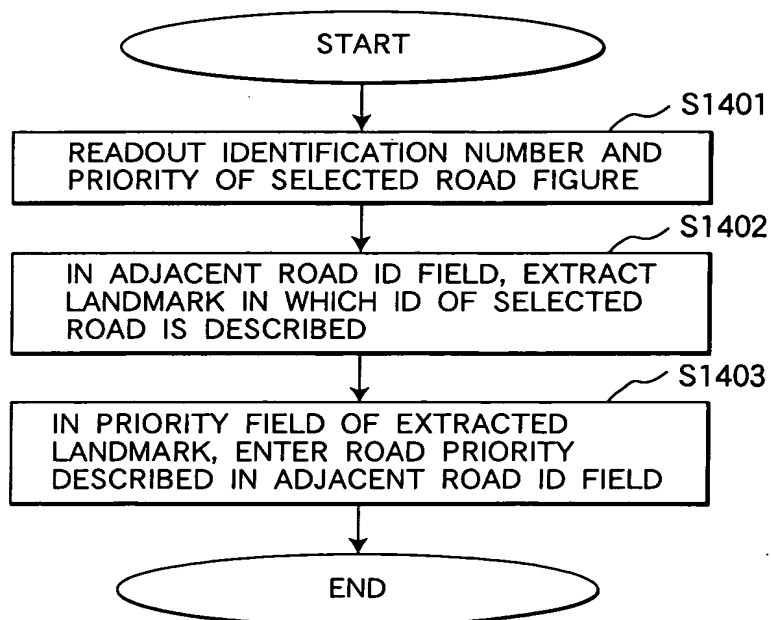 START
S1401
READOUT IDENTIFICATION NUMBER AND
PRIORITY OF SELECTED ROAD FIGURE
S1402
IN ADJACENT ROAD ID FIELD, EXTRACT
LANDMARK IN WHICH ID OF SELECTED
ROAD IS DESCRIBED
S1403
IN PRIORITY FIELD OF EXTRACTED
LANDMARK, ENTER ROAD PRIORITY
DESCRIBED IN ADJACENT ROAD ID FIELD
END